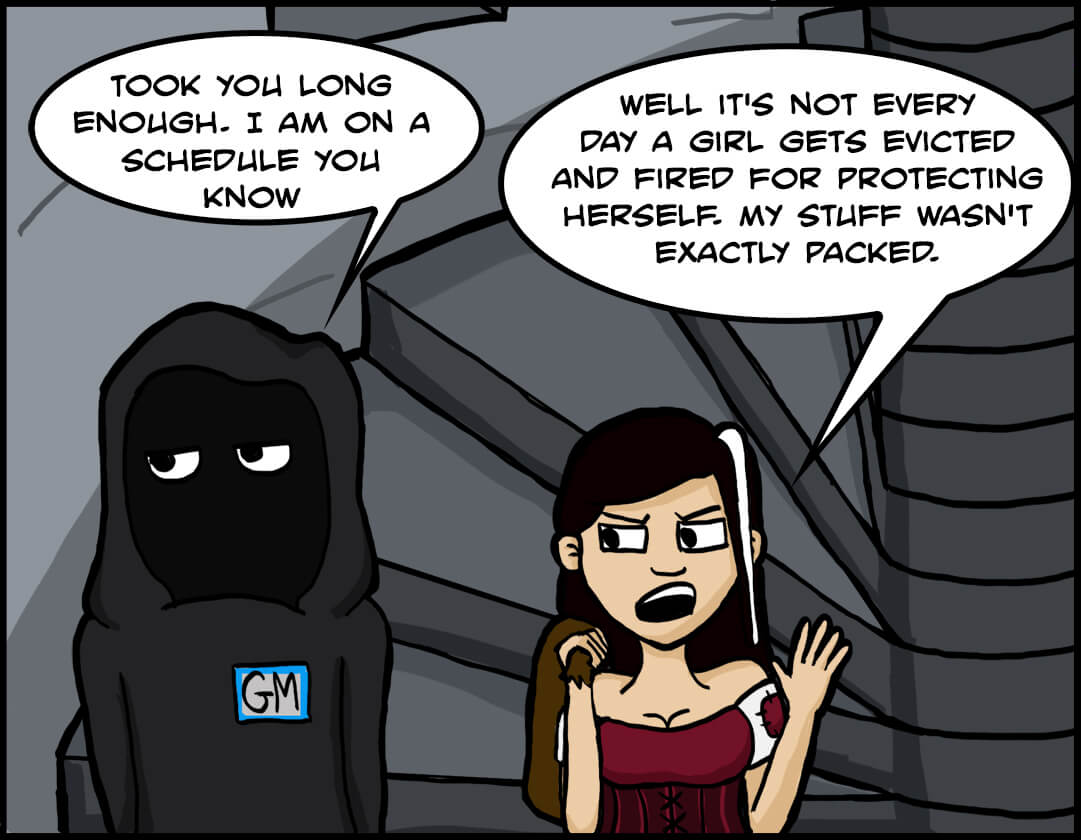 TOOK YOU LONG
ENOUGH. I AM ON A
SCHEDULE YOU
KNOW
WELL IT'S NOT EVERY
DAY A GIRL GETS EVICTED
AND FIRED FOR PROTECTING
HERSELF. MY STUFF WASN'T
EXACTLY PACKED.
GM